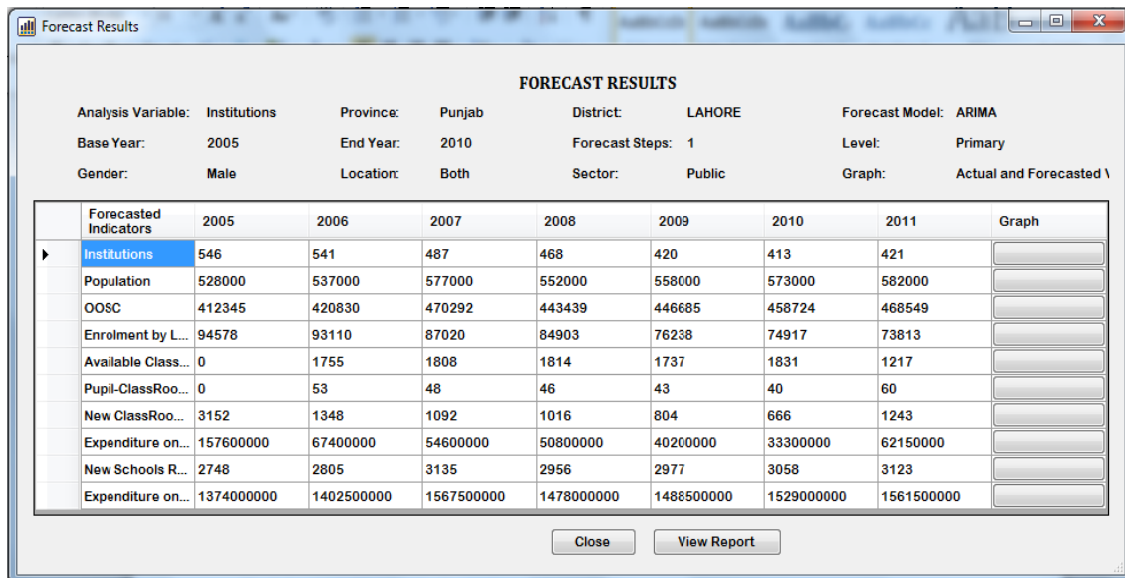 Forecast Results
FORECAST RESULTS
Analysis Variable: Institutions Province: Punjab District: LAHORE Forecast Model: ARIMA
Base Year: 2005 End Year: 2010 Forecast Steps: 1 Level: Primary
Gender: Male Location: Both Sector: Public Graph: Actual and Forecasted V
Forecasted Indicators 2005 2006 2007 2008 2009 2010 2011 Graph
Institutions 546 541 487 468 420 413 421
Population 528000 537000 577000 552000 558000 573000 582000
OOSC 412345 420830 470292 443439 446685 458724 468549
Enrolment by L... 94578 93110 87020 84903 76238 74917 73813
Available Class... 0 1755 1808 1814 1737 1831 1217
Pupil-ClassRoo... 0 53 48 46 43 40 60
New ClassRoo... 3152 1348 1092 1016 804 666 1243
Expenditure on... 157600000 67400000 54600000 50800000 40200000 33300000 62150000
New Schools R... 2748 2805 3135 2956 2977 3058 3123
Expenditure on... 1374000000 1402500000 1567500000 1478000000 1488500000 1529000000 1561500000
Close View Report